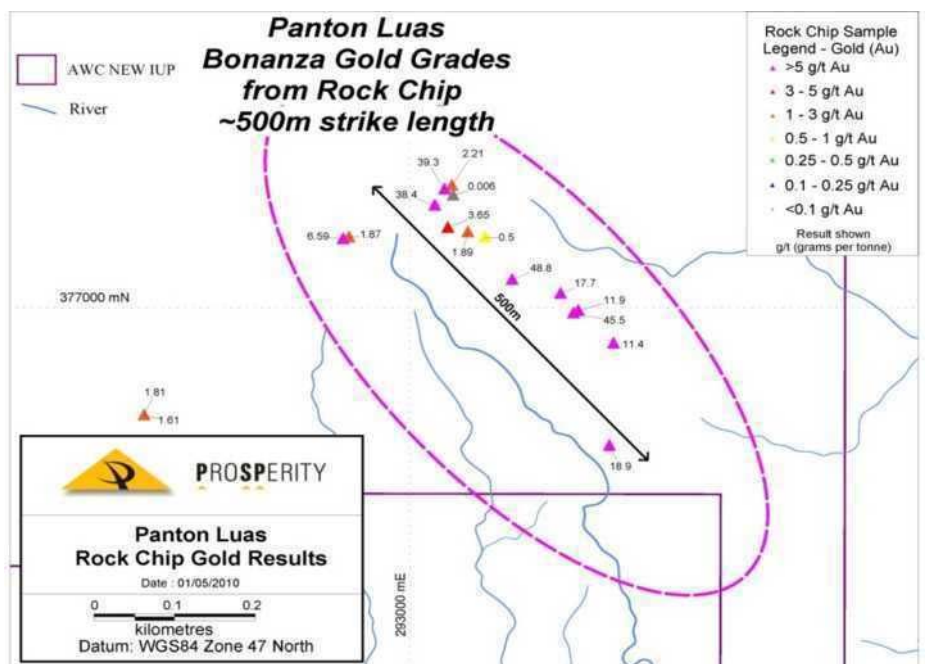 Panton Luas
Bonanza Gold Grades
from Rock Chip
~500m strike length
AWC NEW IUP
River
Rock Chip Sample
Legend - Gold (Au)
>5 g/t Au
3 - 5 g/t Au
1 - 3 g/t Au
0.5 - 1 g/t Au
0.25 - 0.5 g/t Au
0.1 - 0.25 g/t Au
<0.1 g/t Au
Result shown
g/t (grams per tonne)
39.3
2.21
0.006
38.4
3.65
6.59
1.87
1.89
0.5
48.8
17.7
11.9
45.5
500m
377000 mN
11.4
1.81
1.61
18.9
PROSPERITY
Panton Luas
Rock Chip Gold Results
Date : 01/05/2010
0 0.1 0.2
kilometres
Datum: WGS84 Zone 47 North
293000 mE